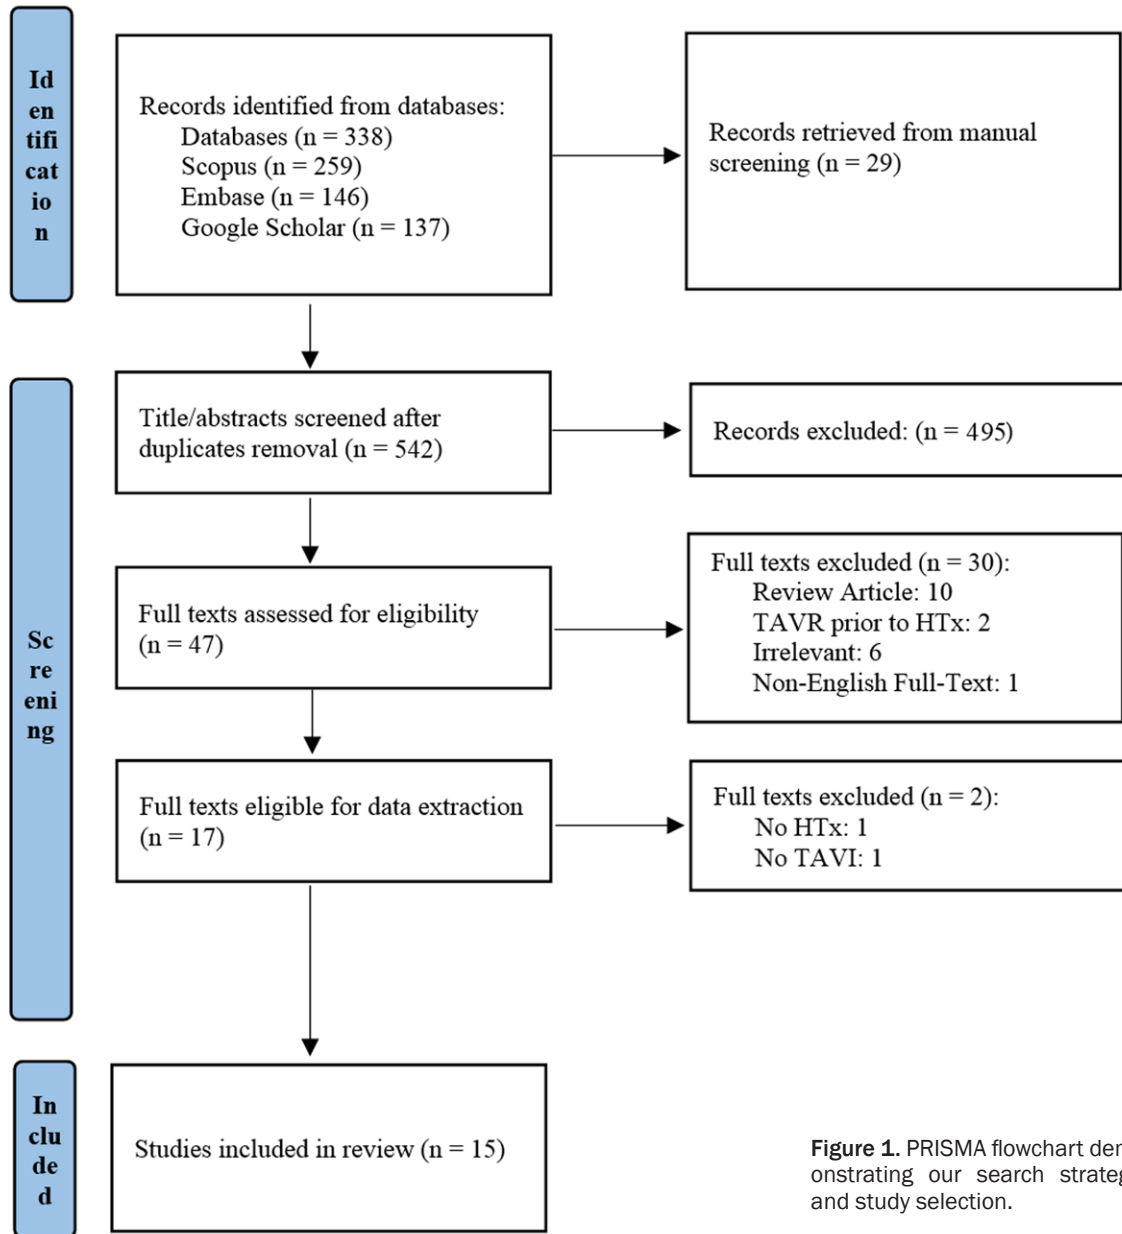 Id
en
tifi
cat
io
n
Records identified from databases:
Databases (n = 338)
Scopus (n = 259)
Embase (n = 146)
Google Scholar (n = 137)
Records retrieved from manual
screening (n = 29)
Sc
re
eni
ng
Title/abstracts screened after
duplicates removal (n = 542)
Records excluded: (n = 495)
Full texts assessed for eligibility
(n = 47)
Full texts excluded (n = 30):
Review Article: 10
TAVR prior to HTx: 2
Irrelevant: 6
Non-English Full-Text: 1
Full texts eligible for data extraction
(n = 17)
Full texts excluded (n = 2):
No HTx: 1
No TAVI: 1
In
clu
de
d
Studies included in review (n = 15)
Figure 1. PRISMA flowchart dem
onstrating our search strateg
and study selection.